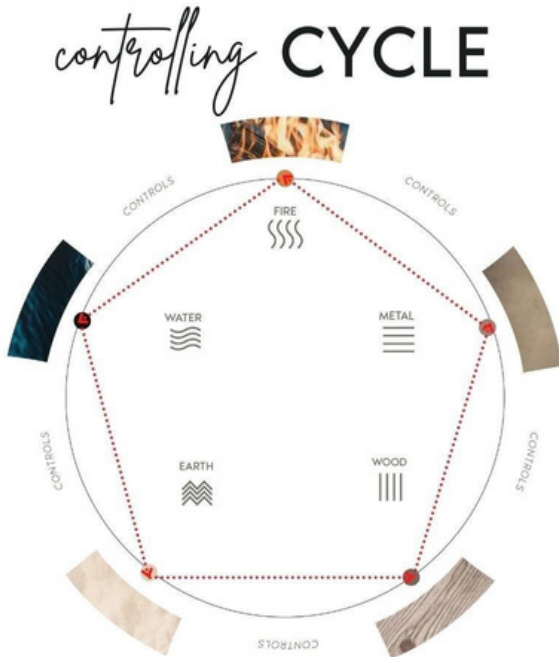 controlling CYCLE
CONTROLS
CONTROLS
FIRE
WATER
METAL
CONTROLS
CONTROLS
EARTH
WOOD
CONTROLS